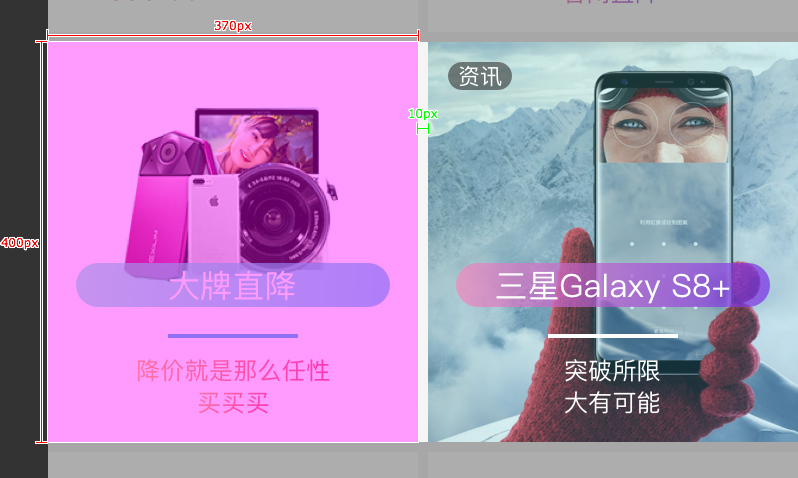 370px
400px
10px
大牌直降
降价就是那么任性
买买买
资讯
三星Galaxy S8+
突破所限
大有可能